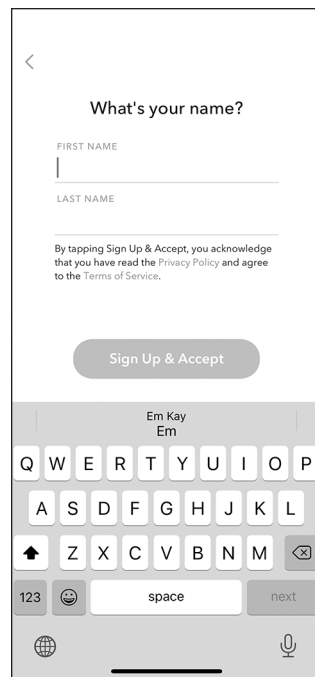 What's your name?
FIRST NAME
LAST NAME
By tapping Sign Up & Accept, you acknowledge
that you have read the Privacy Policy and agree
to the Terms of Service.
Sign Up & Accept
Em Kay
Em
Q W E R T Y U I O P
A S D F G H J K L
Z X C V B N M
123 space next